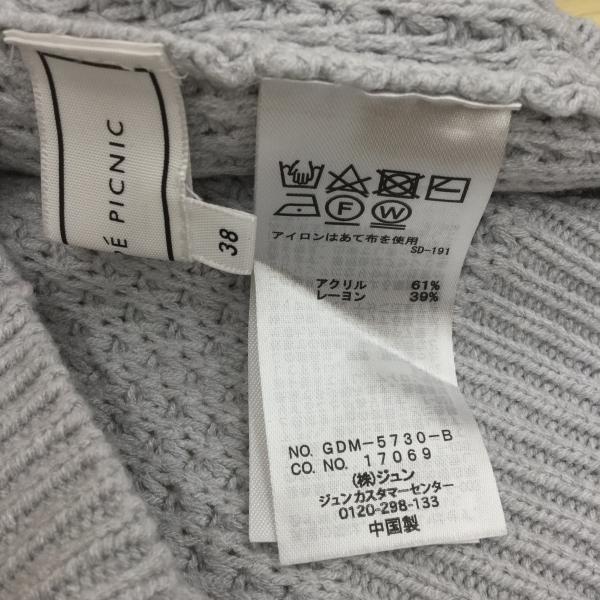 DÉ PICNIC
38
F W
アイロンはあて布を使用
SD-191
アクリル 61%
レーヨン 39%
NO. GDM-5730-B
CO. NO. 17069
(株)ジュン
ジュンカスタマーセンター
0120-298-133
中国製